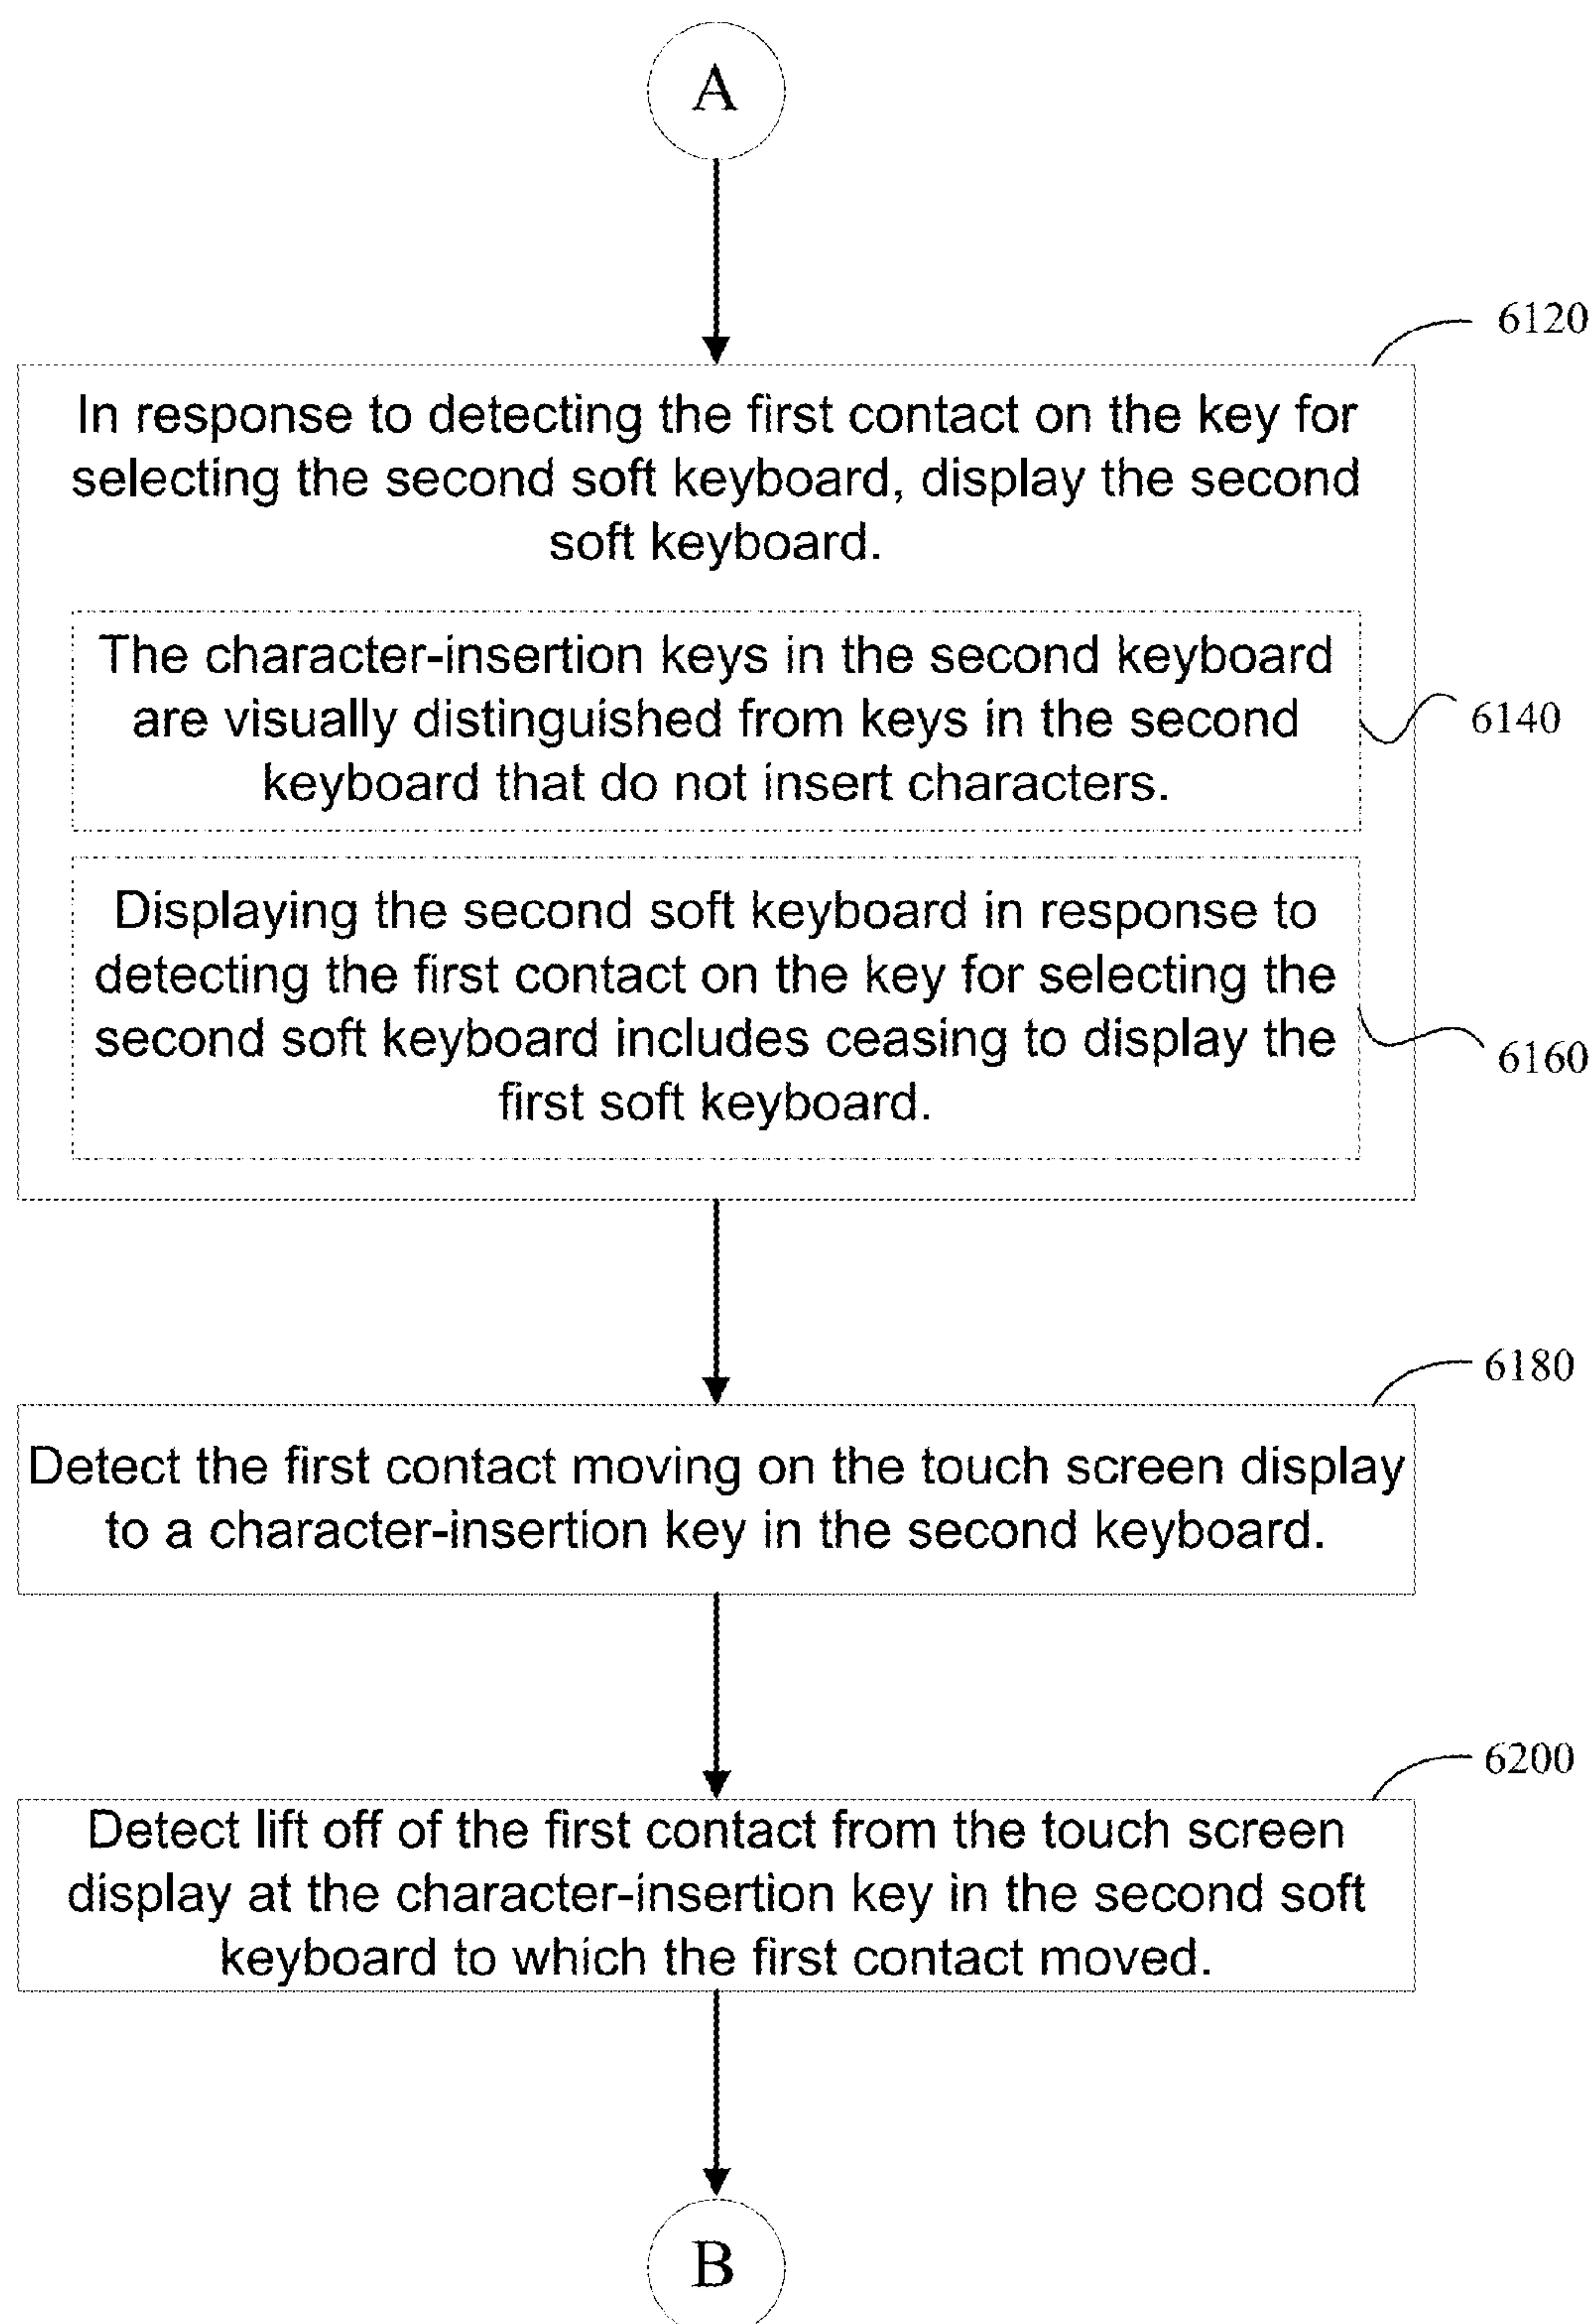 A
6120
In response to detecting the first contact on the key for
selecting the second soft keyboard, display the second
soft keyboard.
The character-insertion keys in the second keyboard
are visually distinguished from keys in the second
keyboard that do not insert characters.
6140
Displaying the second soft keyboard in response to
detecting the first contact on the key for selecting the
second soft keyboard includes ceasing to display the
first soft keyboard.
6160
6180
Detect the first contact moving on the touch screen display
to a character-insertion key in the second keyboard.
6200
Detect lift off of the first contact from the touch screen
display at the character-insertion key in the second soft
keyboard to which the first contact moved.
B